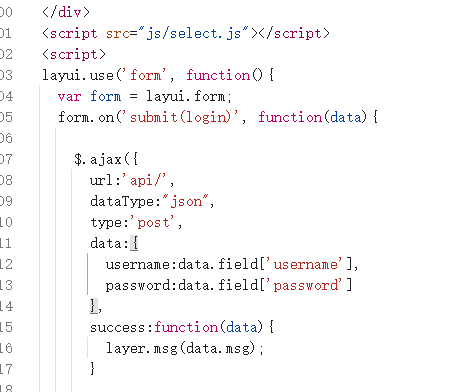 00 </div>
01 <script src="js/select.js"></script>
02 <script>
03 layui.use('form', function(){
04 var form = layui.form;
05 form.on('submit(login)', function(data){
06
07 $.ajax({
08 url:'api/',
09 dataType:"json",
10 type:'post',
11 data:{
12 username:data.field['username'],
13 password:data.field['password']
14 },
15 success:function(data){
16 layer.msg(data.msg);
17 }